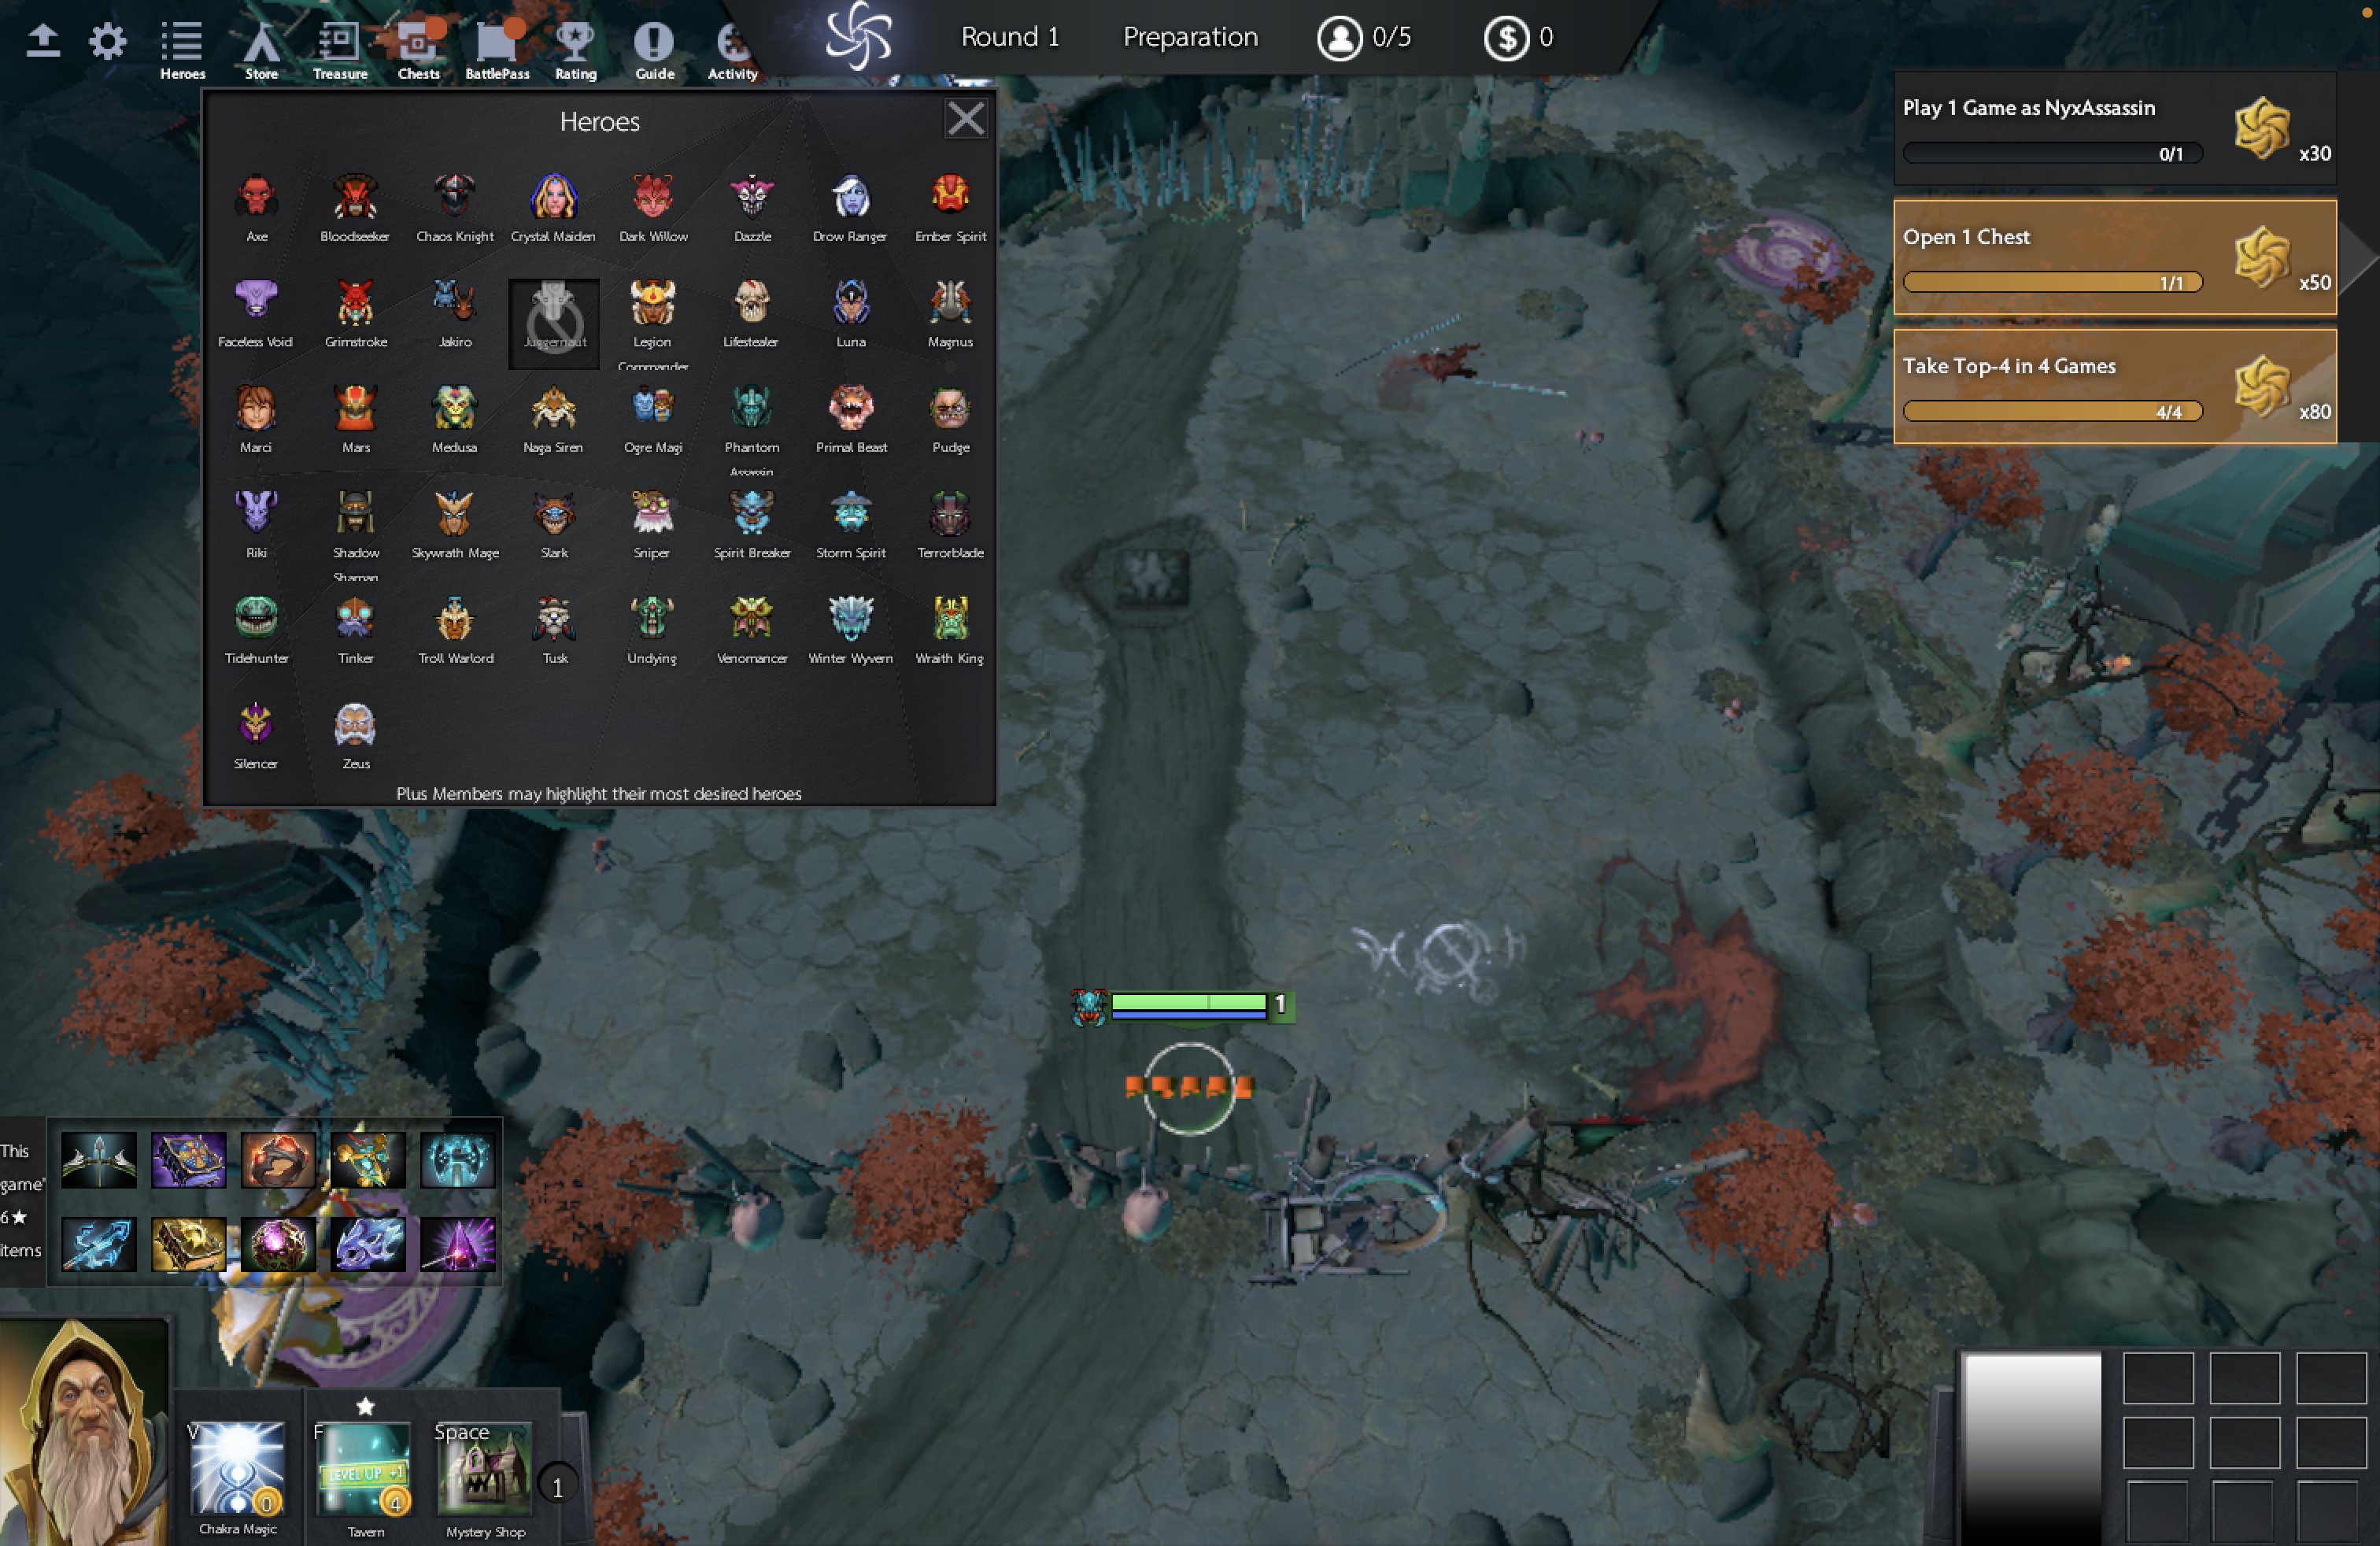 Heroes
Store
Treasure
Chests
BattlePass
Rating
Guide
Activity
Round 1
Preparation
0/5
0
Heroes
Axe
Bloodseeker
Chaos Knight
Crystal Maiden
Dark Willow
Dazzle
Drow Ranger
Ember Spirit
Faceless Void
Grimstroke
Jakiro
Juggernaut
Legion
Commander
Lifestealer
Luna
Magnus
Marci
Mars
Medusa
Naga Siren
Ogre Magi
Phantom
Assassin
Primal Beast
Pudge
Riki
Shadow
Shaman
Skywrath Mage
Slark
Sniper
Spirit Breaker
Storm Spirit
Terrorblade
Tidehunter
Tinker
Troll Warlord
Tusk
Undying
Venomancer
Winter Wyvern
Wraith King
Silencer
Zeus
Plus Members may highlight their most desired heroes
Play 1 Game as NyxAssassin
0/1
x30
Open 1 Chest
1/1
x50
Take Top-4 in 4 Games
4/4
x80
1
This
game'
6★
items
V
0
Chakra Magic
F
LEVEL UP +1
4
Tavern
Space
Mystery Shop
1